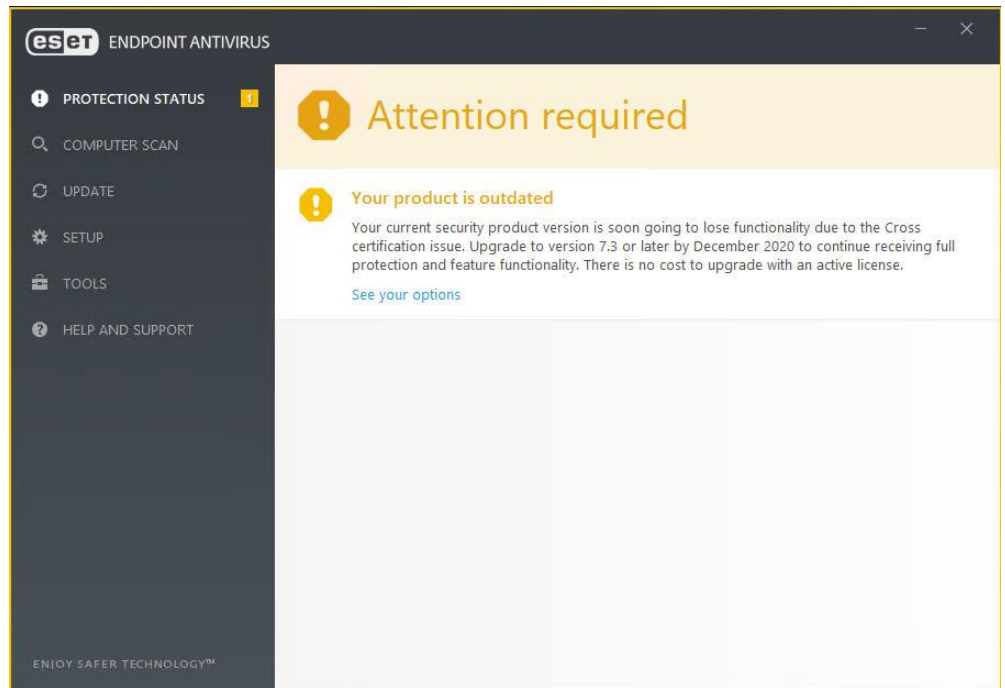 eset ENDPOINT ANTIVIRUS
PROTECTION STATUS 1
COMPUTER SCAN
UPDATE
SETUP
TOOLS
HELP AND SUPPORT
ENJOY SAFER TECHNOLOGY™
Attention required
Your product is outdated
Your current security product version is soon going to lose functionality due to the Cross
certification issue. Upgrade to version 7.3 or later by December 2020 to continue receiving full
protection and feature functionality. There is no cost to upgrade with an active license.
See your options